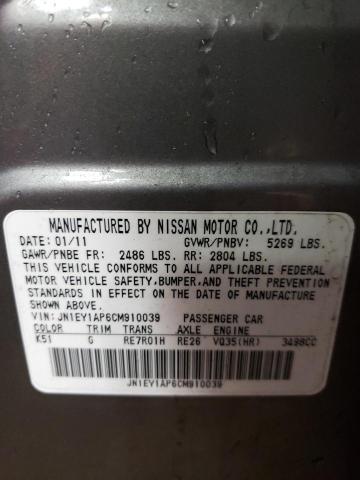 MANUFACTURED BY NISSAN MOTOR CO.,LTD.
DATE: 01/11 GVWR/PNBV: 5269 LBS.
GAWR/PNBE FR: 2486 LBS. RR: 2804 LBS.
THIS VEHICLE CONFORMS TO ALL APPLICABLE FEDERAL
MOTOR VEHICLE SAFETY,BUMPER,AND THEFT PREVENTION
STANDARDS IN EFFECT ON THE DATE OF MANUFACTURE
SHOWN ABOVE.
VIN: JN1EY1AP6CM910039 PASSENGER CAR
COLOR TRIM TRANS AXLE ENGINE
K51 G RE7R01H RE26 VQ35(HR) 3498CC
JN1EY1AP6CM910039